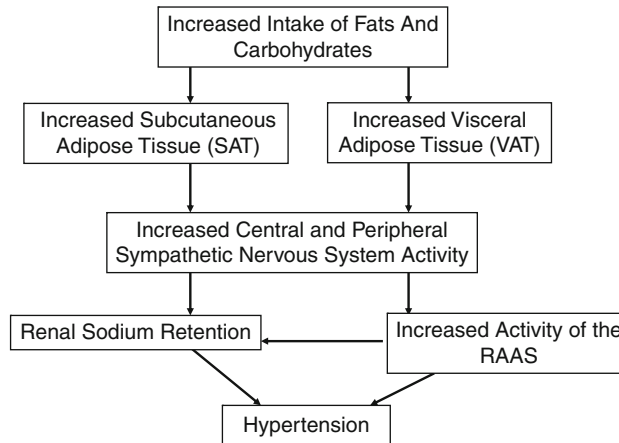 Increased Intake of Fats And
Carbohydrates
Increased Subcutaneous
Adipose Tissue (SAT)
Increased Visceral
Adipose Tissue (VAT)
Increased Central and Peripheral
Sympathetic Nervous System Activity
Renal Sodium Retention
Increased Activity of the
RAAS
Hypertension